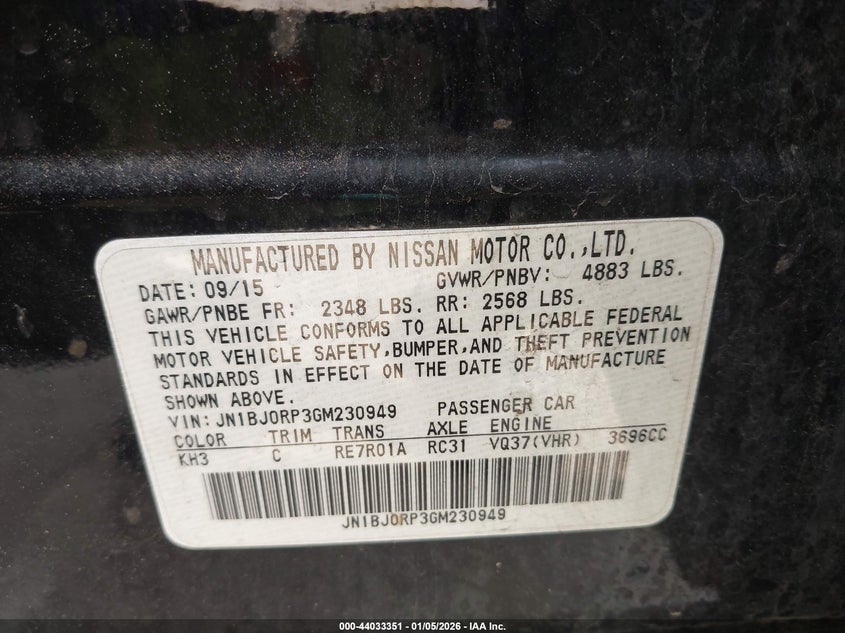 MANUFACTURED BY NISSAN MOTOR CO.,LTD.
DATE: 09/15 GVWR/PNBV: 4883 LBS.
GAWR/PNBE FR: 2348 LBS. RR: 2568 LBS.
THIS VEHICLE CONFORMS TO ALL APPLICABLE FEDERAL
MOTOR VEHICLE SAFETY,BUMPER,AND THEFT PREVENTION
STANDARDS IN EFFECT ON THE DATE OF MANUFACTURE
SHOWN ABOVE.
VIN: JN1BJ0RP3GM230949 PASSENGER CAR
COLOR TRIM TRANS AXLE ENGINE
KH3 C RE7R01A RC31 VQ37(VHR) 3696CC
JN1BJ0RP3GM230949
000-44033351 | 01/05/2026 - IAA Inc.